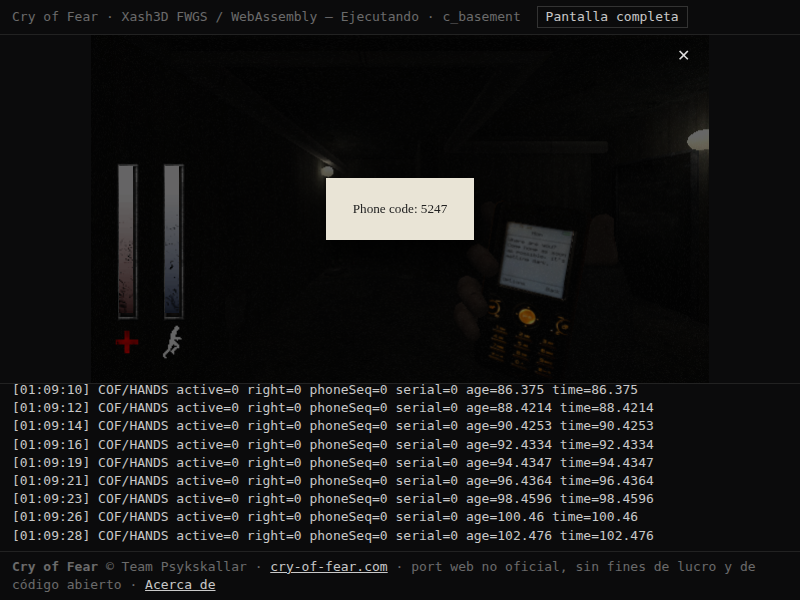 Cry of Fear · Xash3D FWGS / WebAssembly — Ejecutando · c_basement
Pantalla completa
×
Phone code: 5247
[01:09:10] COF/HANDS active=0 right=0 phoneSeq=0 serial=0 age=86.375 time=86.375
[01:09:12] COF/HANDS active=0 right=0 phoneSeq=0 serial=0 age=88.4214 time=88.4214
[01:09:14] COF/HANDS active=0 right=0 phoneSeq=0 serial=0 age=90.4253 time=90.4253
[01:09:16] COF/HANDS active=0 right=0 phoneSeq=0 serial=0 age=92.4334 time=92.4334
[01:09:19] COF/HANDS active=0 right=0 phoneSeq=0 serial=0 age=94.4347 time=94.4347
[01:09:21] COF/HANDS active=0 right=0 phoneSeq=0 serial=0 age=96.4364 time=96.4364
[01:09:23] COF/HANDS active=0 right=0 phoneSeq=0 serial=0 age=98.4596 time=98.4596
[01:09:26] COF/HANDS active=0 right=0 phoneSeq=0 serial=0 age=100.46 time=100.46
[01:09:28] COF/HANDS active=0 right=0 phoneSeq=0 serial=0 age=102.476 time=102.476
Cry of Fear © Team Psykskallar · cry-of-fear.com · port web no oficial, sin fines de lucro y de
código abierto · Acerca de